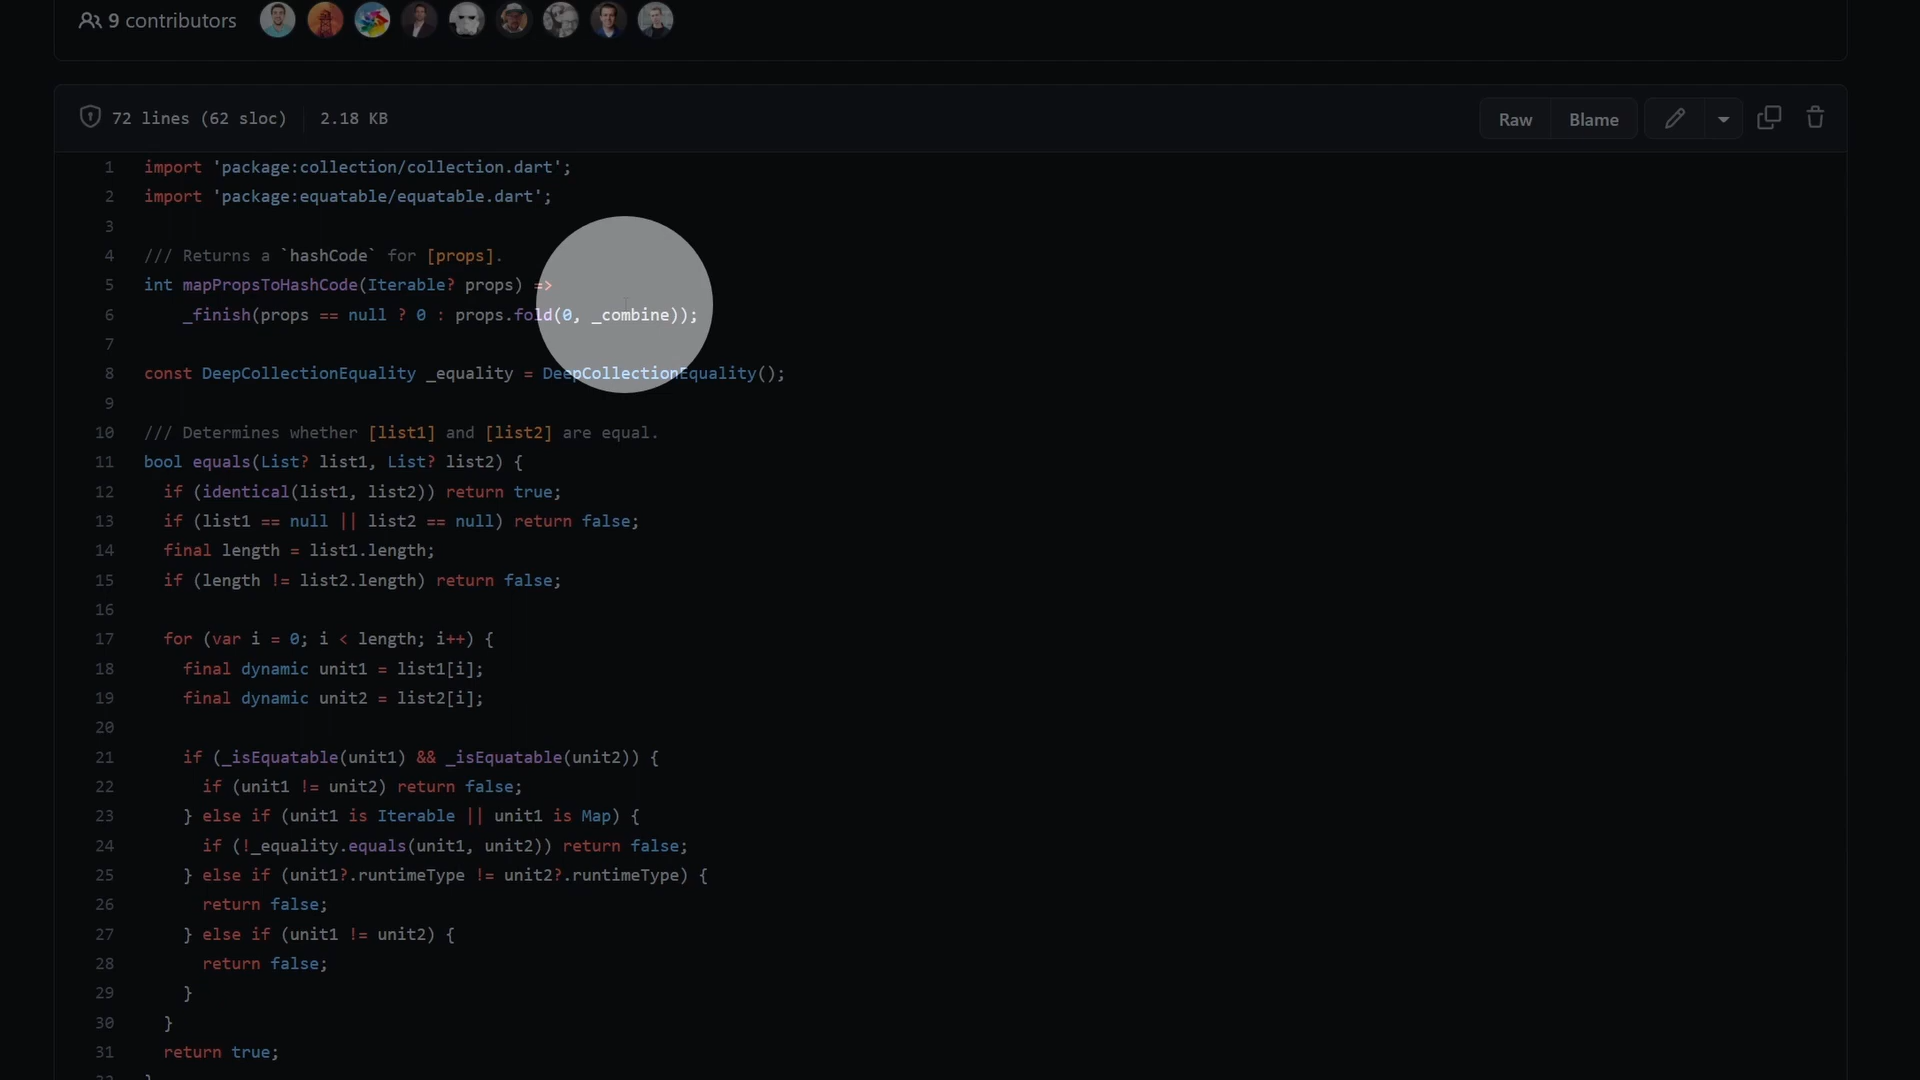 9 contributors
72 lines (62 sloc) 2.18 KB Raw Blame
1 import 'package:collection/collection.dart';
2 import 'package:equatable/equatable.dart';
3
4 /// Returns a `hashCode` for [props].
5 int mapPropsToHashCode(Iterable? props) =>
6 _finish(props == null ? 0 : props.fold(0, _combine));
7
8 const DeepCollectionEquality _equality = DeepCollectionEquality();
9
10 /// Determines whether [list1] and [list2] are equal.
11 bool equals(List? list1, List? list2) {
12 if (identical(list1, list2)) return true;
13 if (list1 == null || list2 == null) return false;
14 final length = list1.length;
15 if (length != list2.length) return false;
16
17 for (var i = 0; i < length; i++) {
18 final dynamic unit1 = list1[i];
19 final dynamic unit2 = list2[i];
20
21 if (_isEquatable(unit1) && _isEquatable(unit2)) {
22 if (unit1 != unit2) return false;
23 } else if (unit1 is Iterable || unit1 is Map) {
24 if (!_equality.equals(unit1, unit2)) return false;
25 } else if (unit1?.runtimeType != unit2?.runtimeType) {
26 return false;
27 } else if (unit1 != unit2) {
28 return false;
29 }
30 }
31 return true;